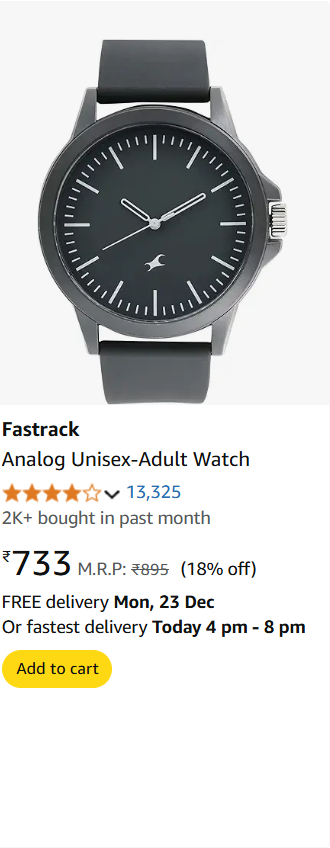 Fastrack
Analog Unisex-Adult Watch
13,325
2K+ bought in past month
₹733 M.R.P: ₹895 (18% off)
FREE delivery Mon, 23 Dec
Or fastest delivery Today 4 pm - 8 pm
Add to cart